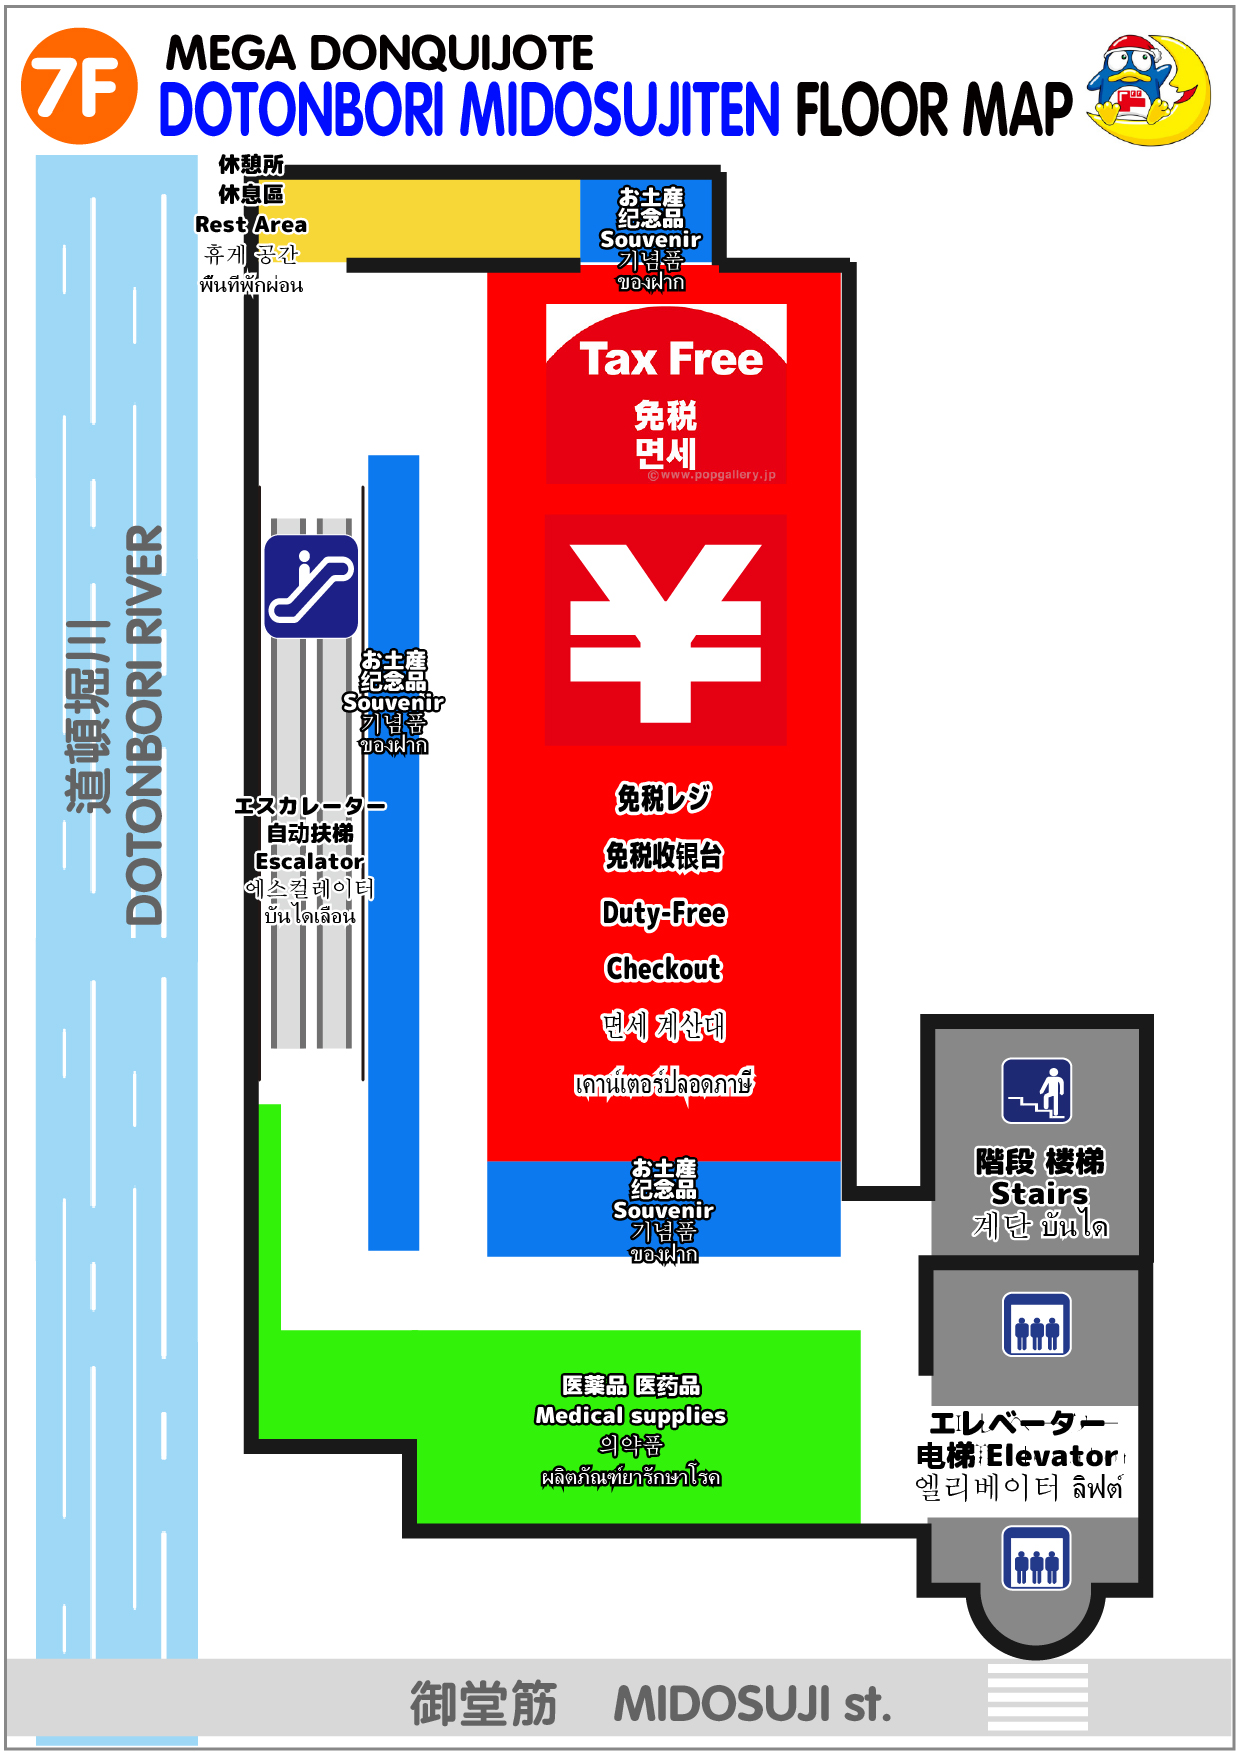 7F
MEGA DONQUIJOTE
DOTONBORI MIDOSUJITEN FLOOR MAP
休憩所
休息區
Rest Area
휴게 공간
พื้นที่พักผ่อน
お土産
纪念品
Souvenir
기념품
ของฝาก
Tax Free
免税
면세
©www.popgallery.jp
¥
道頓堀川
DOTONBORI RIVER
お土産
纪念品
Souvenir
기념품
ของฝาก
エスカレーター
自动扶梯
Escalator
에스컬레이터
บันไดเลื่อน
免税レジ
免税收银台
Duty-Free
Checkout
면세 계산대
เคาน์เตอร์ปลอดภาษี
お土産
纪念品
Souvenir
기념품
ของฝาก
階段 楼梯
Stairs
계단 บันได
医薬品 医药品
Medical supplies
의약품
ผลิตภัณฑ์ยารักษาโรค
エレベーター
电梯 Elevator
엘리베이터 ลิฟต์
御堂筋 MIDOSUJI st.